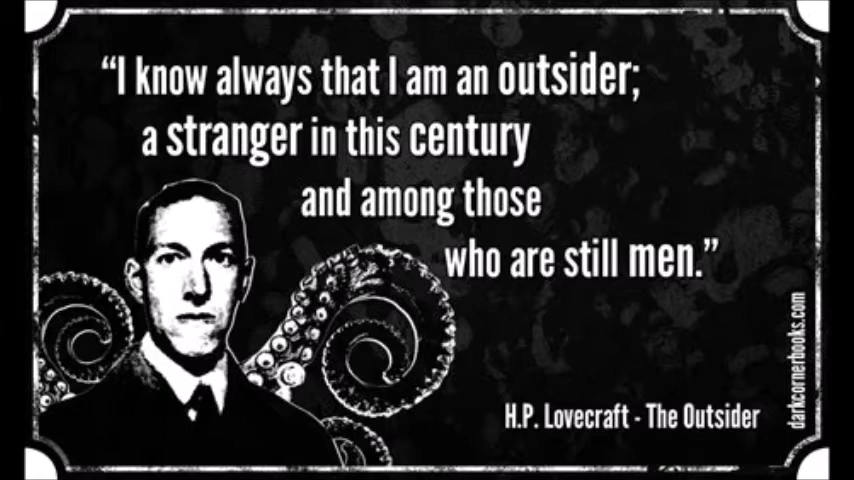 “I know always that I am an outsider;
a stranger in this century
and among those
who are still men.”
H.P. Lovecraft - The Outsider
darkcornerbooks.com